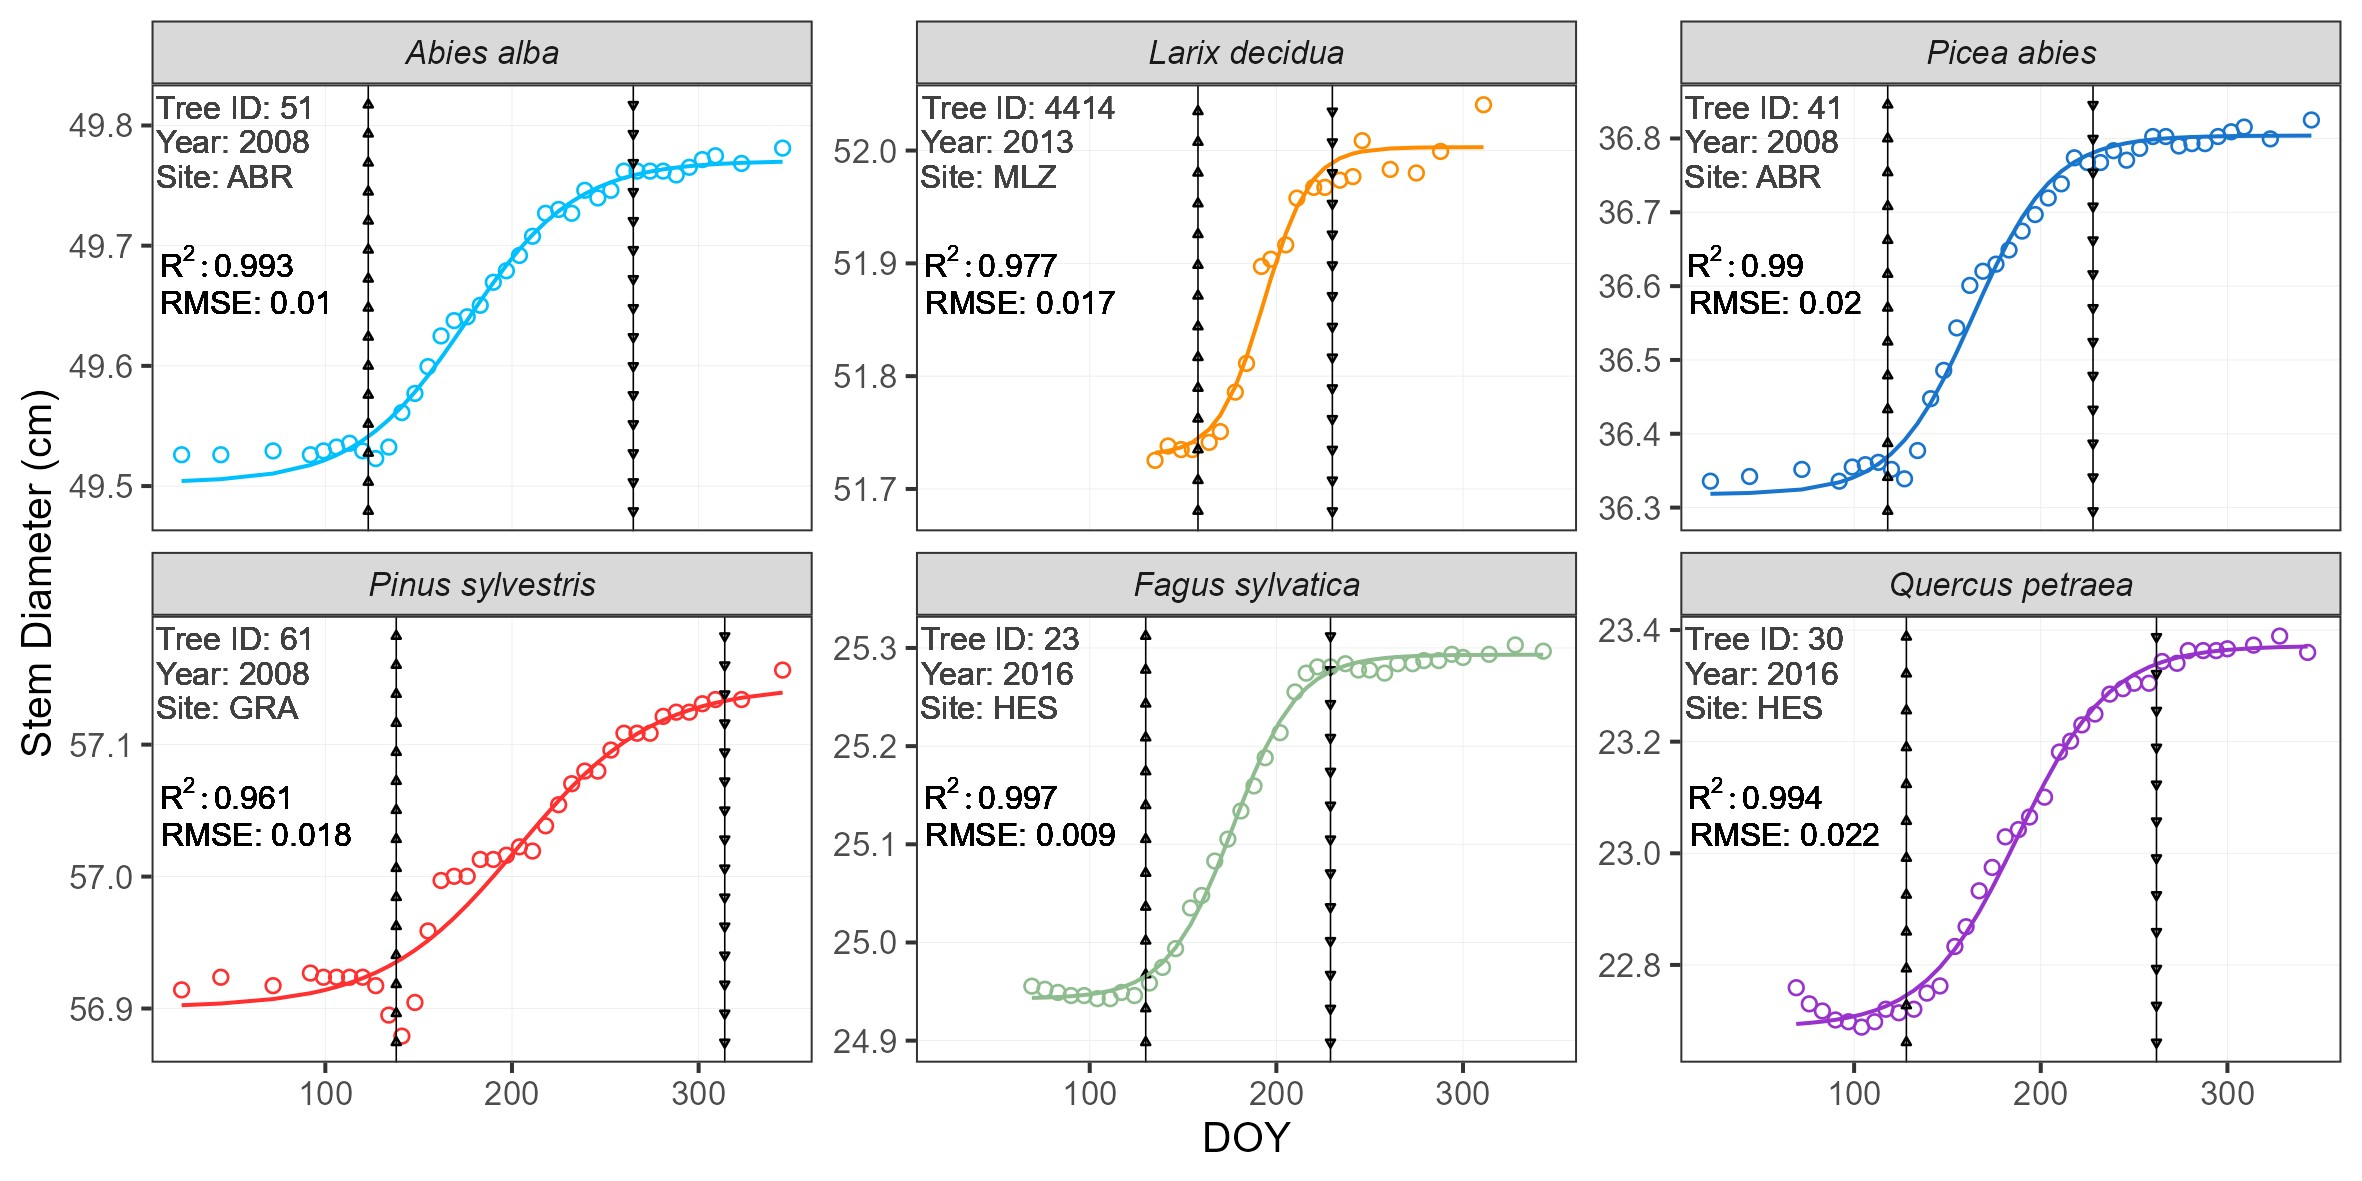 Abies alba
Tree ID: 51
Year: 2008
Site: ABR
R²: 0.993
RMSE: 0.01
49.8
49.7
49.6
49.5
Larix decidua
Tree ID: 4414
Year: 2013
Site: MLZ
R²: 0.977
RMSE: 0.017
52.0
51.9
51.8
51.7
Picea abies
Tree ID: 41
Year: 2008
Site: ABR
R²: 0.99
RMSE: 0.02
36.8
36.7
36.6
36.5
36.4
36.3
Stem Diameter (cm)
Pinus sylvestris
Tree ID: 61
Year: 2008
Site: GRA
R²: 0.961
RMSE: 0.018
57.1
57.0
56.9
100 200 300
Fagus sylvatica
Tree ID: 23
Year: 2016
Site: HES
R²: 0.997
RMSE: 0.009
25.3
25.2
25.1
25.0
24.9
100 200 300
Quercus petraea
Tree ID: 30
Year: 2016
Site: HES
R²: 0.994
RMSE: 0.022
23.4
23.2
23.0
22.8
100 200 300
DOY